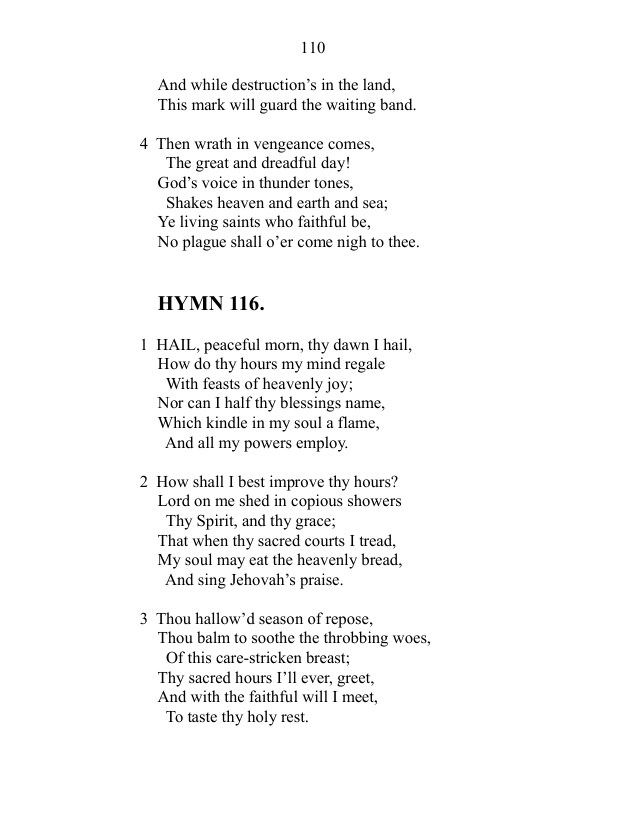 110
And while destruction’s in the land,
This mark will guard the waiting band.
4 Then wrath in vengeance comes,
The great and dreadful day!
God’s voice in thunder tones,
Shakes heaven and earth and sea;
Ye living saints who faithful be,
No plague shall o’er come nigh to thee.
HYMN 116.
1 HAIL, peaceful morn, thy dawn I hail,
How do thy hours my mind regale
With feasts of heavenly joy;
Nor can I half thy blessings name,
Which kindle in my soul a flame,
And all my powers employ.
2 How shall I best improve thy hours?
Lord on me shed in copious showers
Thy Spirit, and thy grace;
That when thy sacred courts I tread,
My soul may eat the heavenly bread,
And sing Jehovah’s praise.
3 Thou hallow’d season of repose,
Thou balm to soothe the throbbing woes,
Of this care-stricken breast;
Thy sacred hours I’ll ever, greet,
And with the faithful will I meet,
To taste thy holy rest.